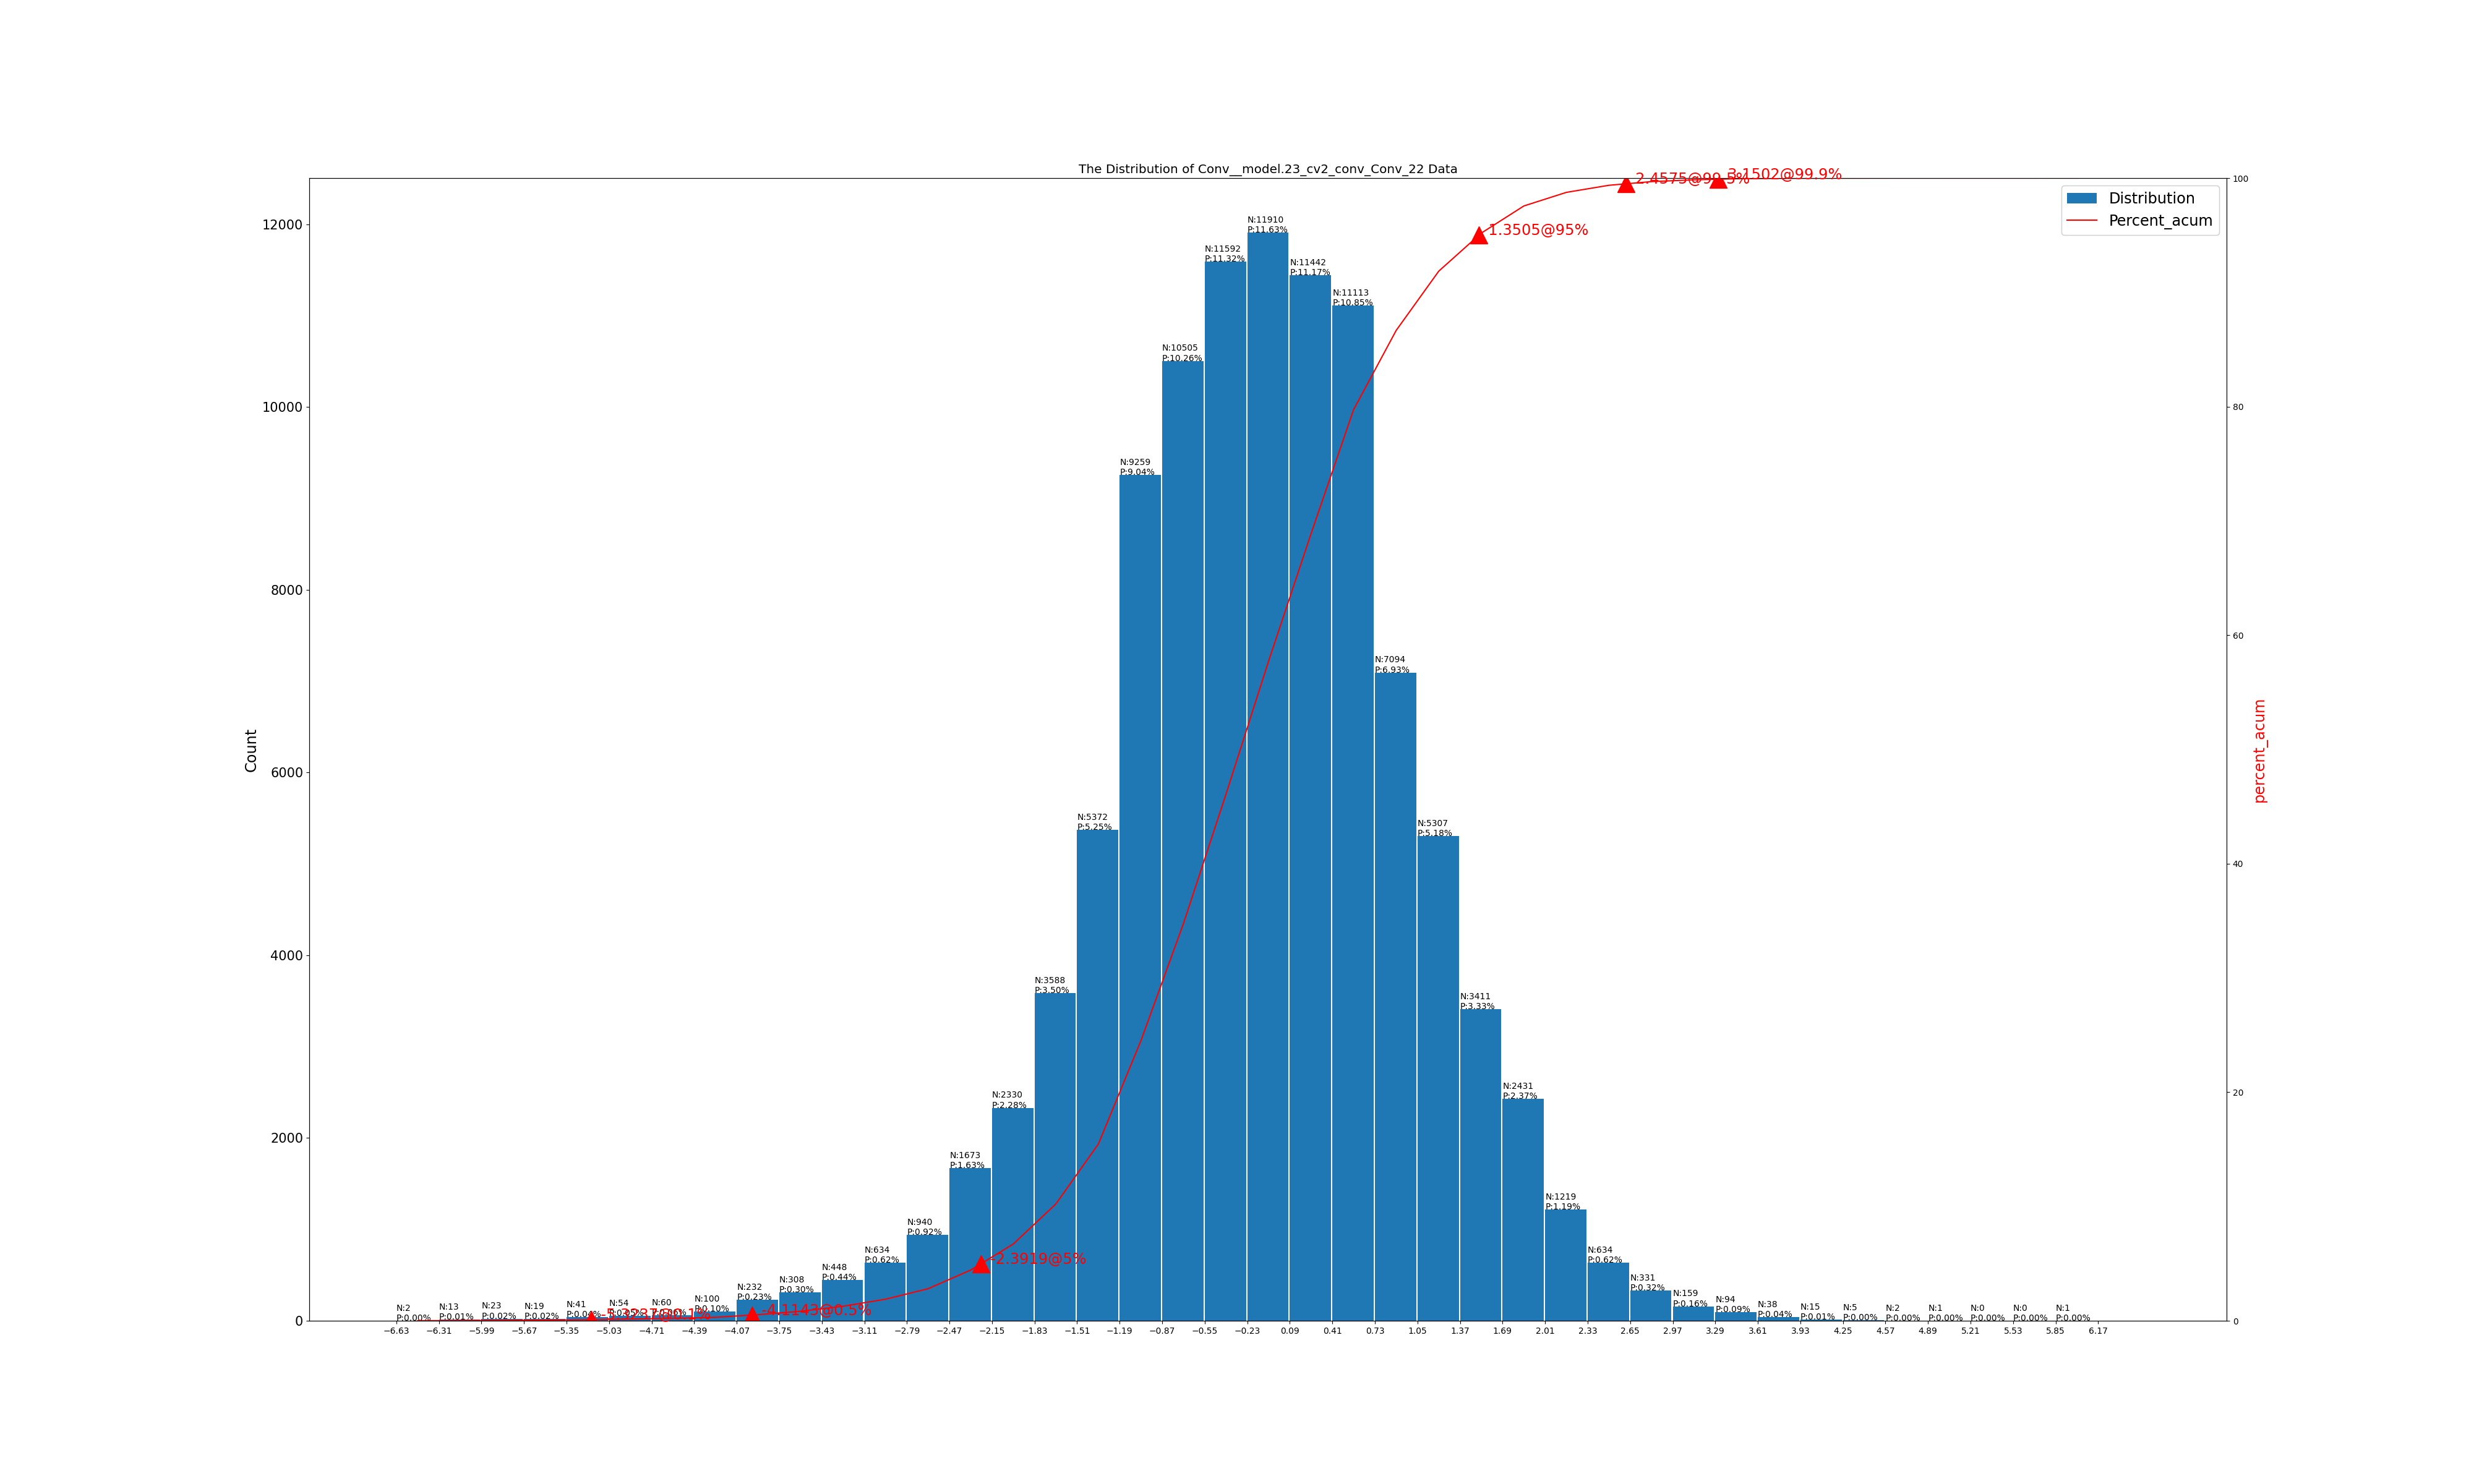 The Distribution of Conv__model.23_cv2_conv_Conv_22 Data
Distribution
Percent_acum
Count
percent_acum
12000
10000
8000
6000
4000
2000
0
100
80
60
40
20
0
N:2
P:0.00%
N:13
P:0.01%
N:23
P:0.02%
N:19
P:0.02%
N:41
P:0.04%
N:54
N:60
N:100
P:0.10%
N:232
P:0.23%
N:308
P:0.30%
N:448
P:0.44%
N:634
P:0.62%
N:940
P:0.92%
N:1673
P:1.63%
N:2330
P:2.28%
N:3588
P:3.50%
N:5372
P:5.25%
N:9259
P:9.04%
N:10505
P:10.26%
N:11592
P:11.32%
N:11910
P:11.63%
N:11442
P:11.17%
N:11113
P:10.85%
N:7094
P:6.93%
N:5307
P:5.18%
N:3411
P:3.33%
N:2431
P:2.37%
N:1219
P:1.19%
N:634
P:0.62%
N:331
P:0.32%
N:159
P:0.16%
N:94
P:0.09%
N:38
P:0.04%
N:15
P:0.01%
N:5
P:0.00%
N:2
P:0.00%
N:1
P:0.00%
N:0
P:0.00%
N:0
P:0.00%
N:1
P:0.00%
-4.1143@0.5%
-2.3919@5%
1.3505@95%
2.4575@99.5%
3.1502@99.9%
−6.63 −6.31 −5.99 −5.67 −5.35 −5.03 −4.71 −4.39 −4.07 −3.75 −3.43 −3.11 −2.79 −2.47 −2.15 −1.83 −1.51 −1.19 −0.87 −0.55 −0.23 0.09 0.41 0.73 1.05 1.37 1.69 2.01 2.33 2.65 2.97 3.29 3.61 3.93 4.25 4.57 4.89 5.21 5.53 5.85 6.17